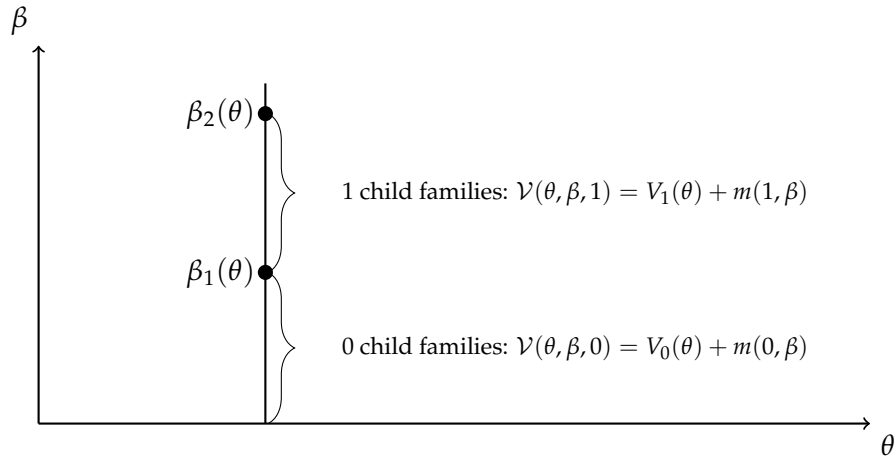 β
β₂(θ)
1 child families: 𝒱(θ, β, 1) = V₁(θ) + m(1, β)
β₁(θ)
0 child families: 𝒱(θ, β, 0) = V₀(θ) + m(0, β)
θ